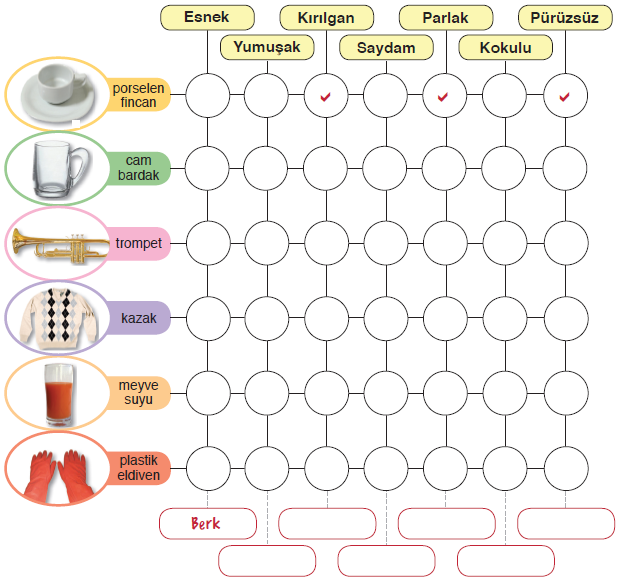 Esnek
Kırılgan
Parlak
Pürüzsüz
Yumuşak
Saydam
Kokulu
porselen
fincan
cam
bardak
trompet
kazak
meyve
suyu
plastik
eldiven
Berk